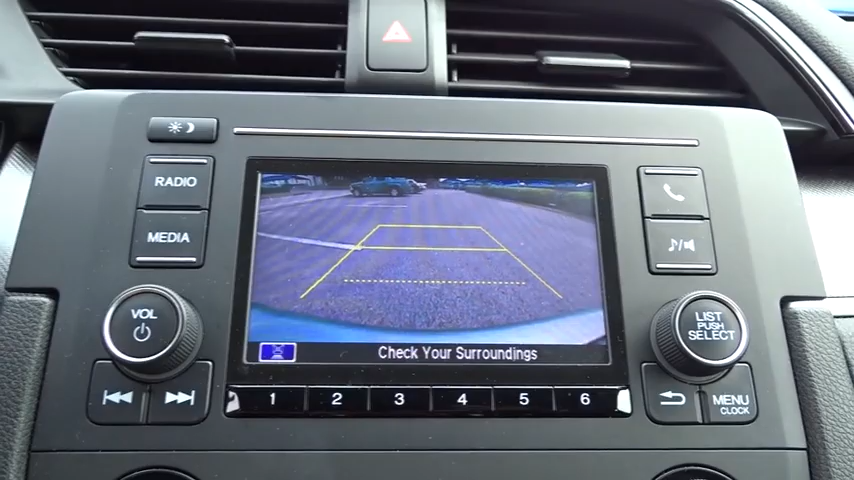 RADIO
MEDIA
VOL
LIST
PUSH
SELECT
Check Your Surroundings
1 2 3 4 5 6
MENU
CLOCK